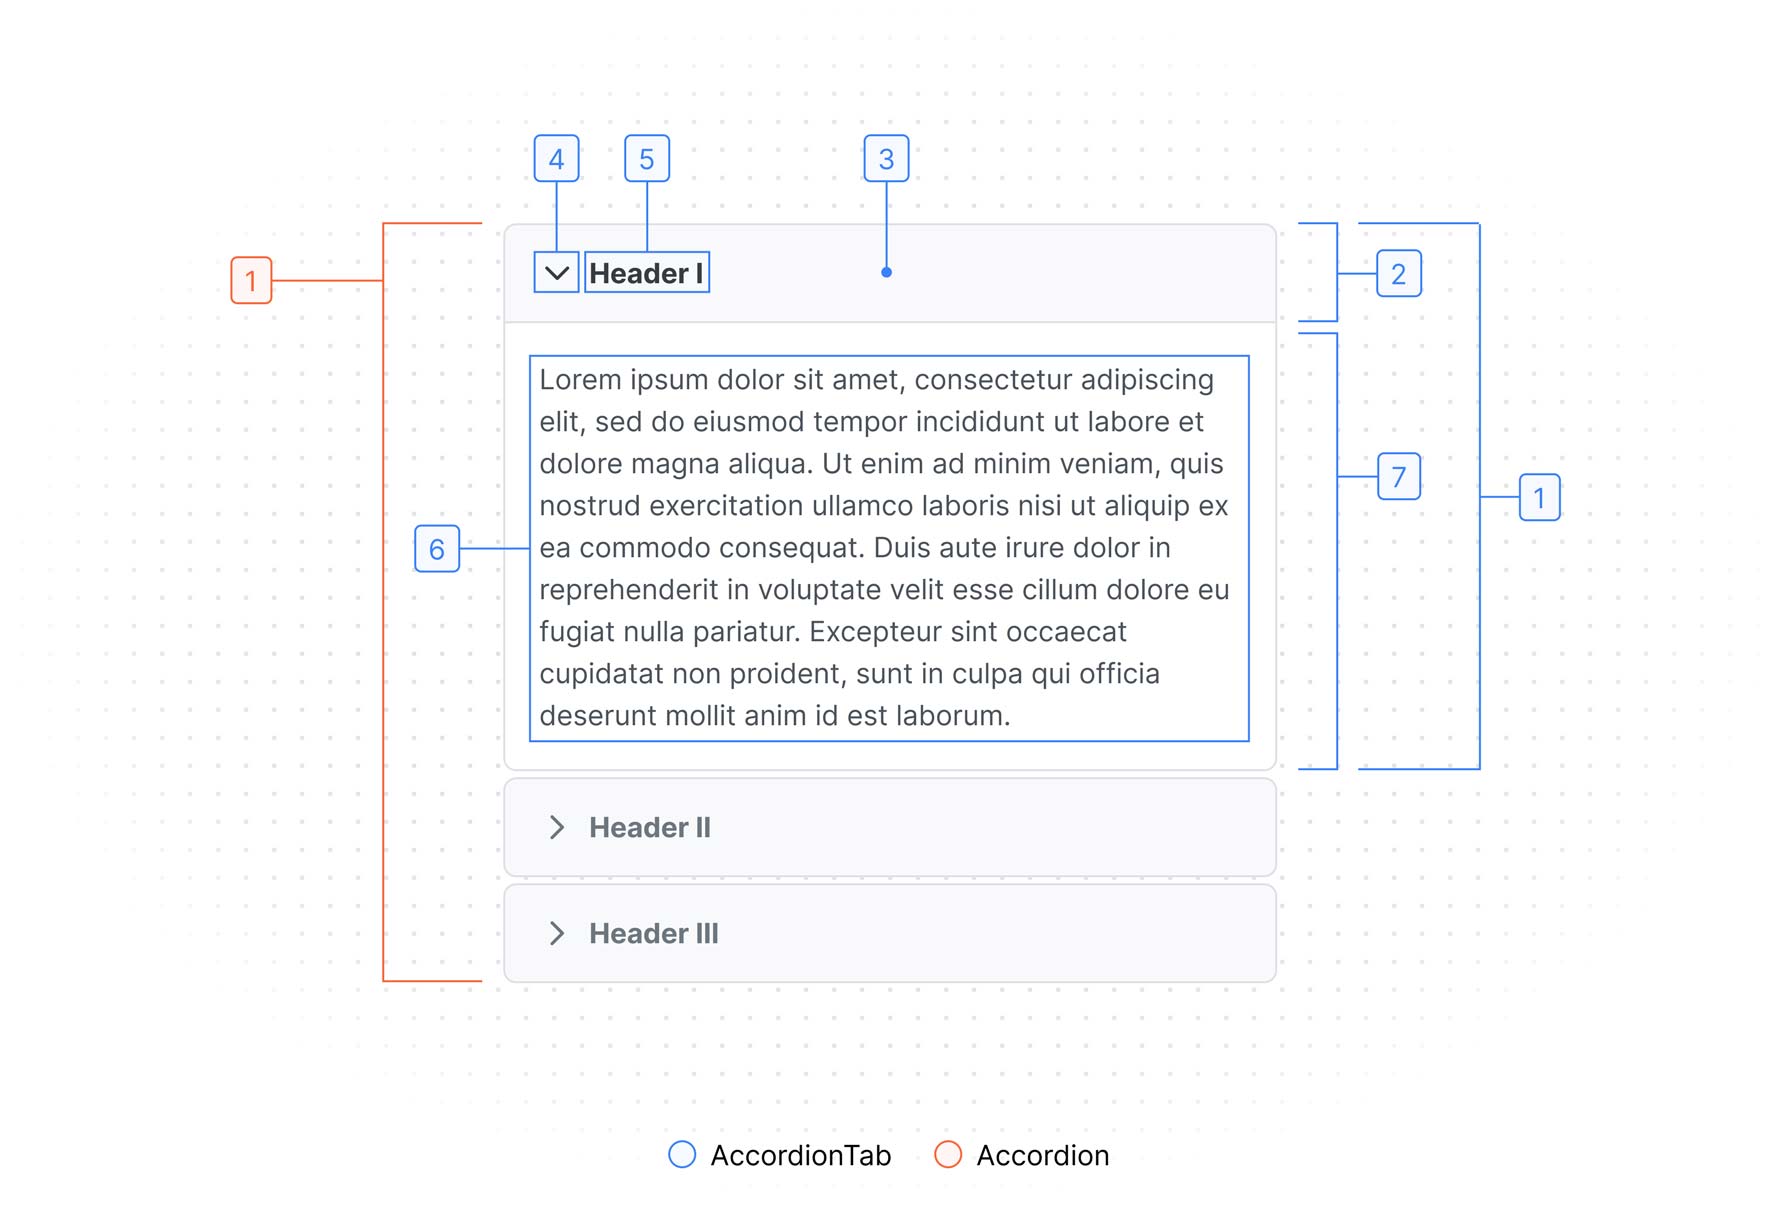 4 5 3
1
Header I
2
Lorem ipsum dolor sit amet, consectetur adipiscing
elit, sed do eiusmod tempor incididunt ut labore et
dolore magna aliqua. Ut enim ad minim veniam, quis
nostrud exercitation ullamco laboris nisi ut aliquip ex
ea commodo consequat. Duis aute irure dolor in
reprehenderit in voluptate velit esse cillum dolore eu
fugiat nulla pariatur. Excepteur sint occaecat
cupidatat non proident, sunt in culpa qui officia
deserunt mollit anim id est laborum.
7
1
6
Header II
Header III
AccordionTab Accordion